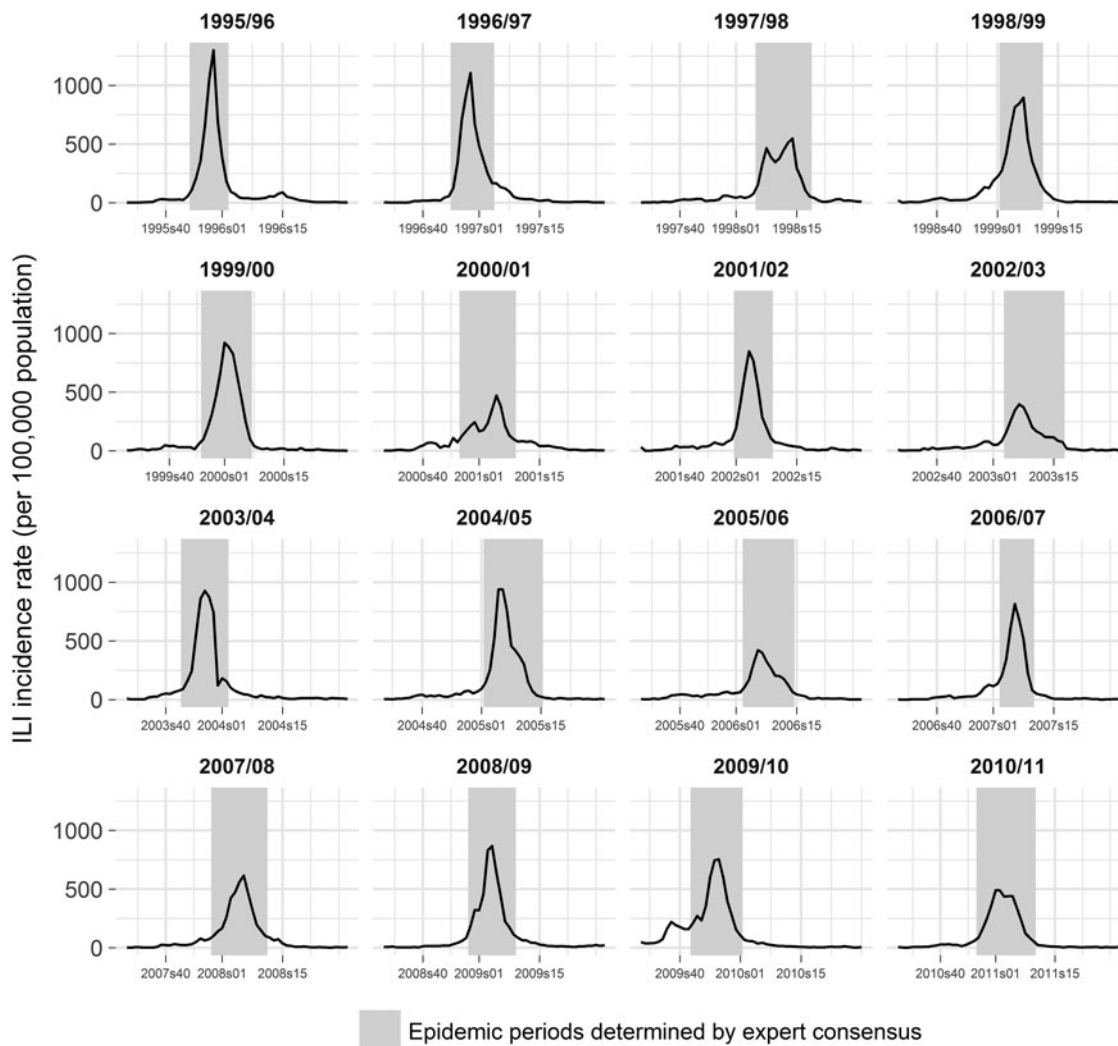 1995/96 1996/97 1997/98 1998/99
1000
500
0
1995s40 1996s01 1996s15 1996s40 1997s01 1997s15 1997s40 1998s01 1998s15 1998s40 1999s01 1999s15
1999/00 2000/01 2001/02 2002/03
1000
500
0
1999s40 2000s01 2000s15 2000s40 2001s01 2001s15 2001s40 2002s01 2002s15 2002s40 2003s01 2003s15
ILI incidence rate (per 100,000 population)
2003/04 2004/05 2005/06 2006/07
1000
500
0
2003s40 2004s01 2004s15 2004s40 2005s01 2005s15 2005s40 2006s01 2006s15 2006s40 2007s01 2007s15
2007/08 2008/09 2009/10 2010/11
1000
500
0
2007s40 2008s01 2008s15 2008s40 2009s01 2009s15 2009s40 2010s01 2010s15 2010s40 2011s01 2011s15
Epidemic periods determined by expert consensus